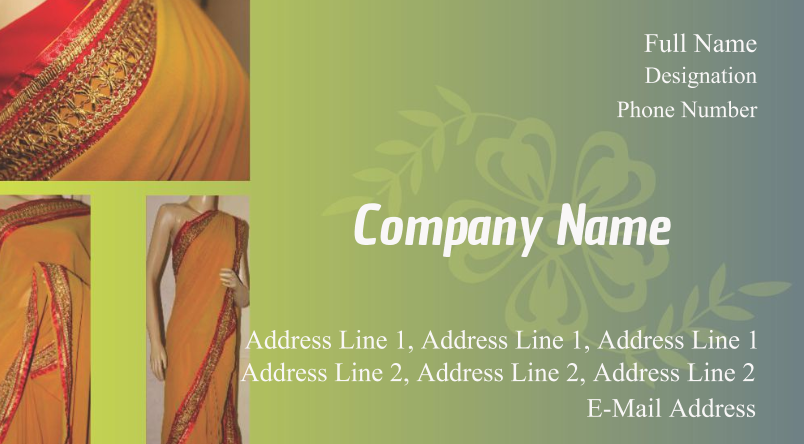 Full Name
Designation
Phone Number
Company Name
Address Line 1, Address Line 1, Address Line 1
Address Line 2, Address Line 2, Address Line 2
E-Mail Address